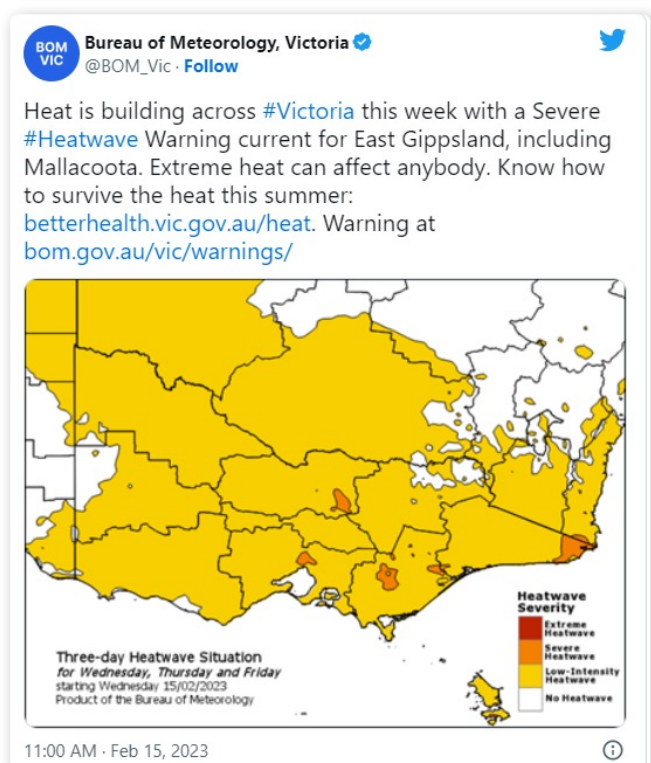 BOM
VIC
Bureau of Meteorology, Victoria
@BOM_Vic · Follow
Heat is building across #Victoria this week with a Severe
#Heatwave Warning current for East Gippsland, including
Mallacoota. Extreme heat can affect anybody. Know how
to survive the heat this summer:
betterhealth.vic.gov.au/heat. Warning at
bom.gov.au/vic/warnings/
Heatwave
Severity
Extreme
Heatwave
Severe
Heatwave
Low-Intensity
Heatwave
No Heatwave
Three-day Heatwave Situation
for Wednesday, Thursday and Friday
starting Wednesday 15/02/2023
Product of the Bureau of Meteorology
11:00 AM · Feb 15, 2023